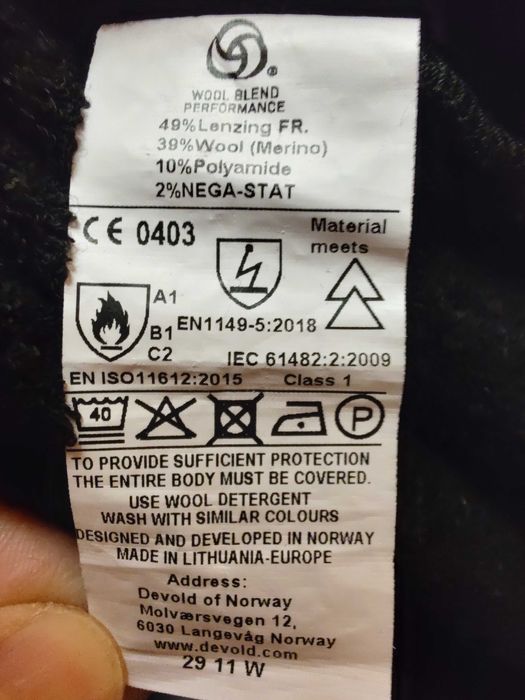 ®
WOOL BLEND
PERFORMANCE
49%Lenzing FR.
39%Wool (Merino)
10%Polyamide
2%NEGA-STAT
CE 0403
Material
meets
A1
B1
C2
EN1149-5:2018
IEC 61482:2:2009
EN ISO11612:2015 Class 1
40
P
TO PROVIDE SUFFICIENT PROTECTION
THE ENTIRE BODY MUST BE COVERED.
USE WOOL DETERGENT
WASH WITH SIMILAR COLOURS
DESIGNED AND DEVELOPED IN NORWAY
MADE IN LITHUANIA-EUROPE
Address:
Devold of Norway
Molværsvegen 12,
6030 Langevåg Norway
www.devold.com
29 11 W